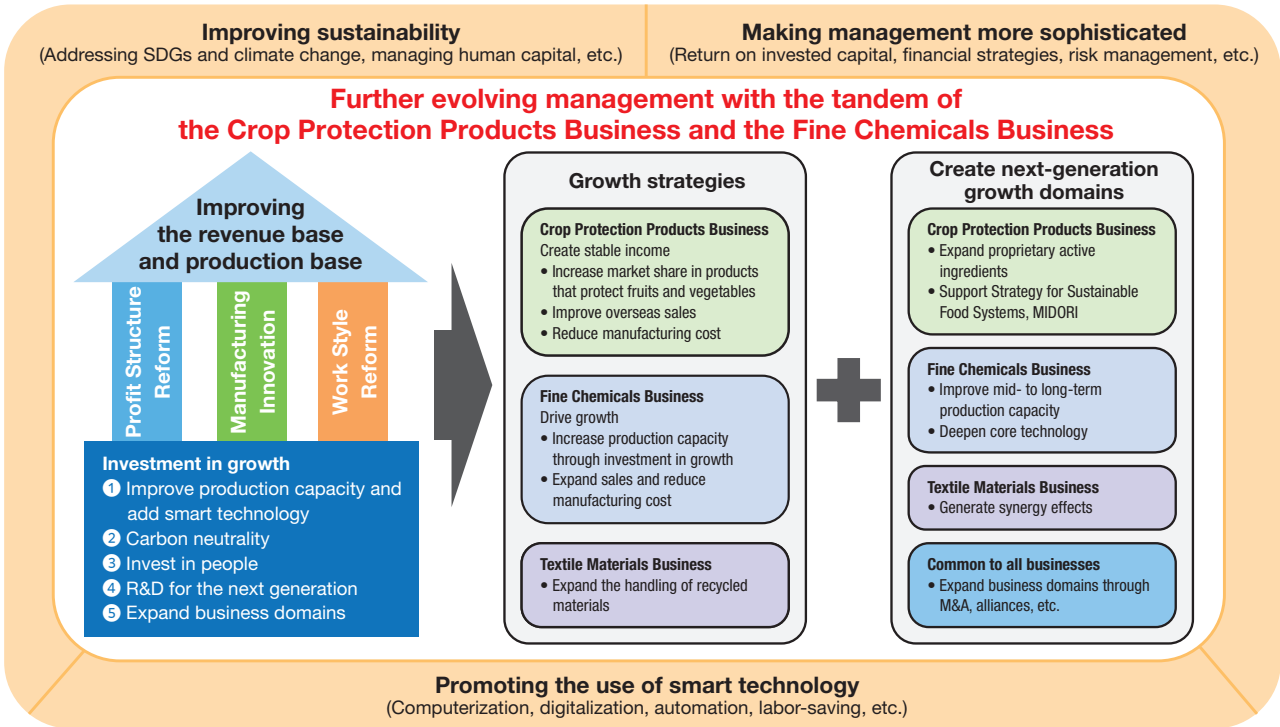 Improving sustainability
(Addressing SDGs and climate change, managing human capital, etc.)
Making management more sophisticated
(Return on invested capital, financial strategies, risk management, etc.)
Further evolving management with the tandem of
the Crop Protection Products Business and the Fine Chemicals Business
Improving
the revenue base
and production base
Profit Structure
Reform
Manufacturing
Innovation
Work Style
Reform
Investment in growth
❶ Improve production capacity and
add smart technology
❷ Carbon neutrality
❸ Invest in people
❹ R&D for the next generation
❺ Expand business domains
Growth strategies
Crop Protection Products Business
Create stable income
• Increase market share in products
that protect fruits and vegetables
• Improve overseas sales
• Reduce manufacturing cost
Fine Chemicals Business
Drive growth
• Increase production capacity
through investment in growth
• Expand sales and reduce
manufacturing cost
Textile Materials Business
• Expand the handling of recycled
materials
Create next-generation
growth domains
Crop Protection Products Business
• Expand proprietary active
ingredients
• Support Strategy for Sustainable
Food Systems, MIDORI
Fine Chemicals Business
• Improve mid- to long-term
production capacity
• Deepen core technology
Textile Materials Business
• Generate synergy effects
Common to all businesses
• Expand business domains through
M&A, alliances, etc.
Promoting the use of smart technology
(Computerization, digitalization, automation, labor-saving, etc.)